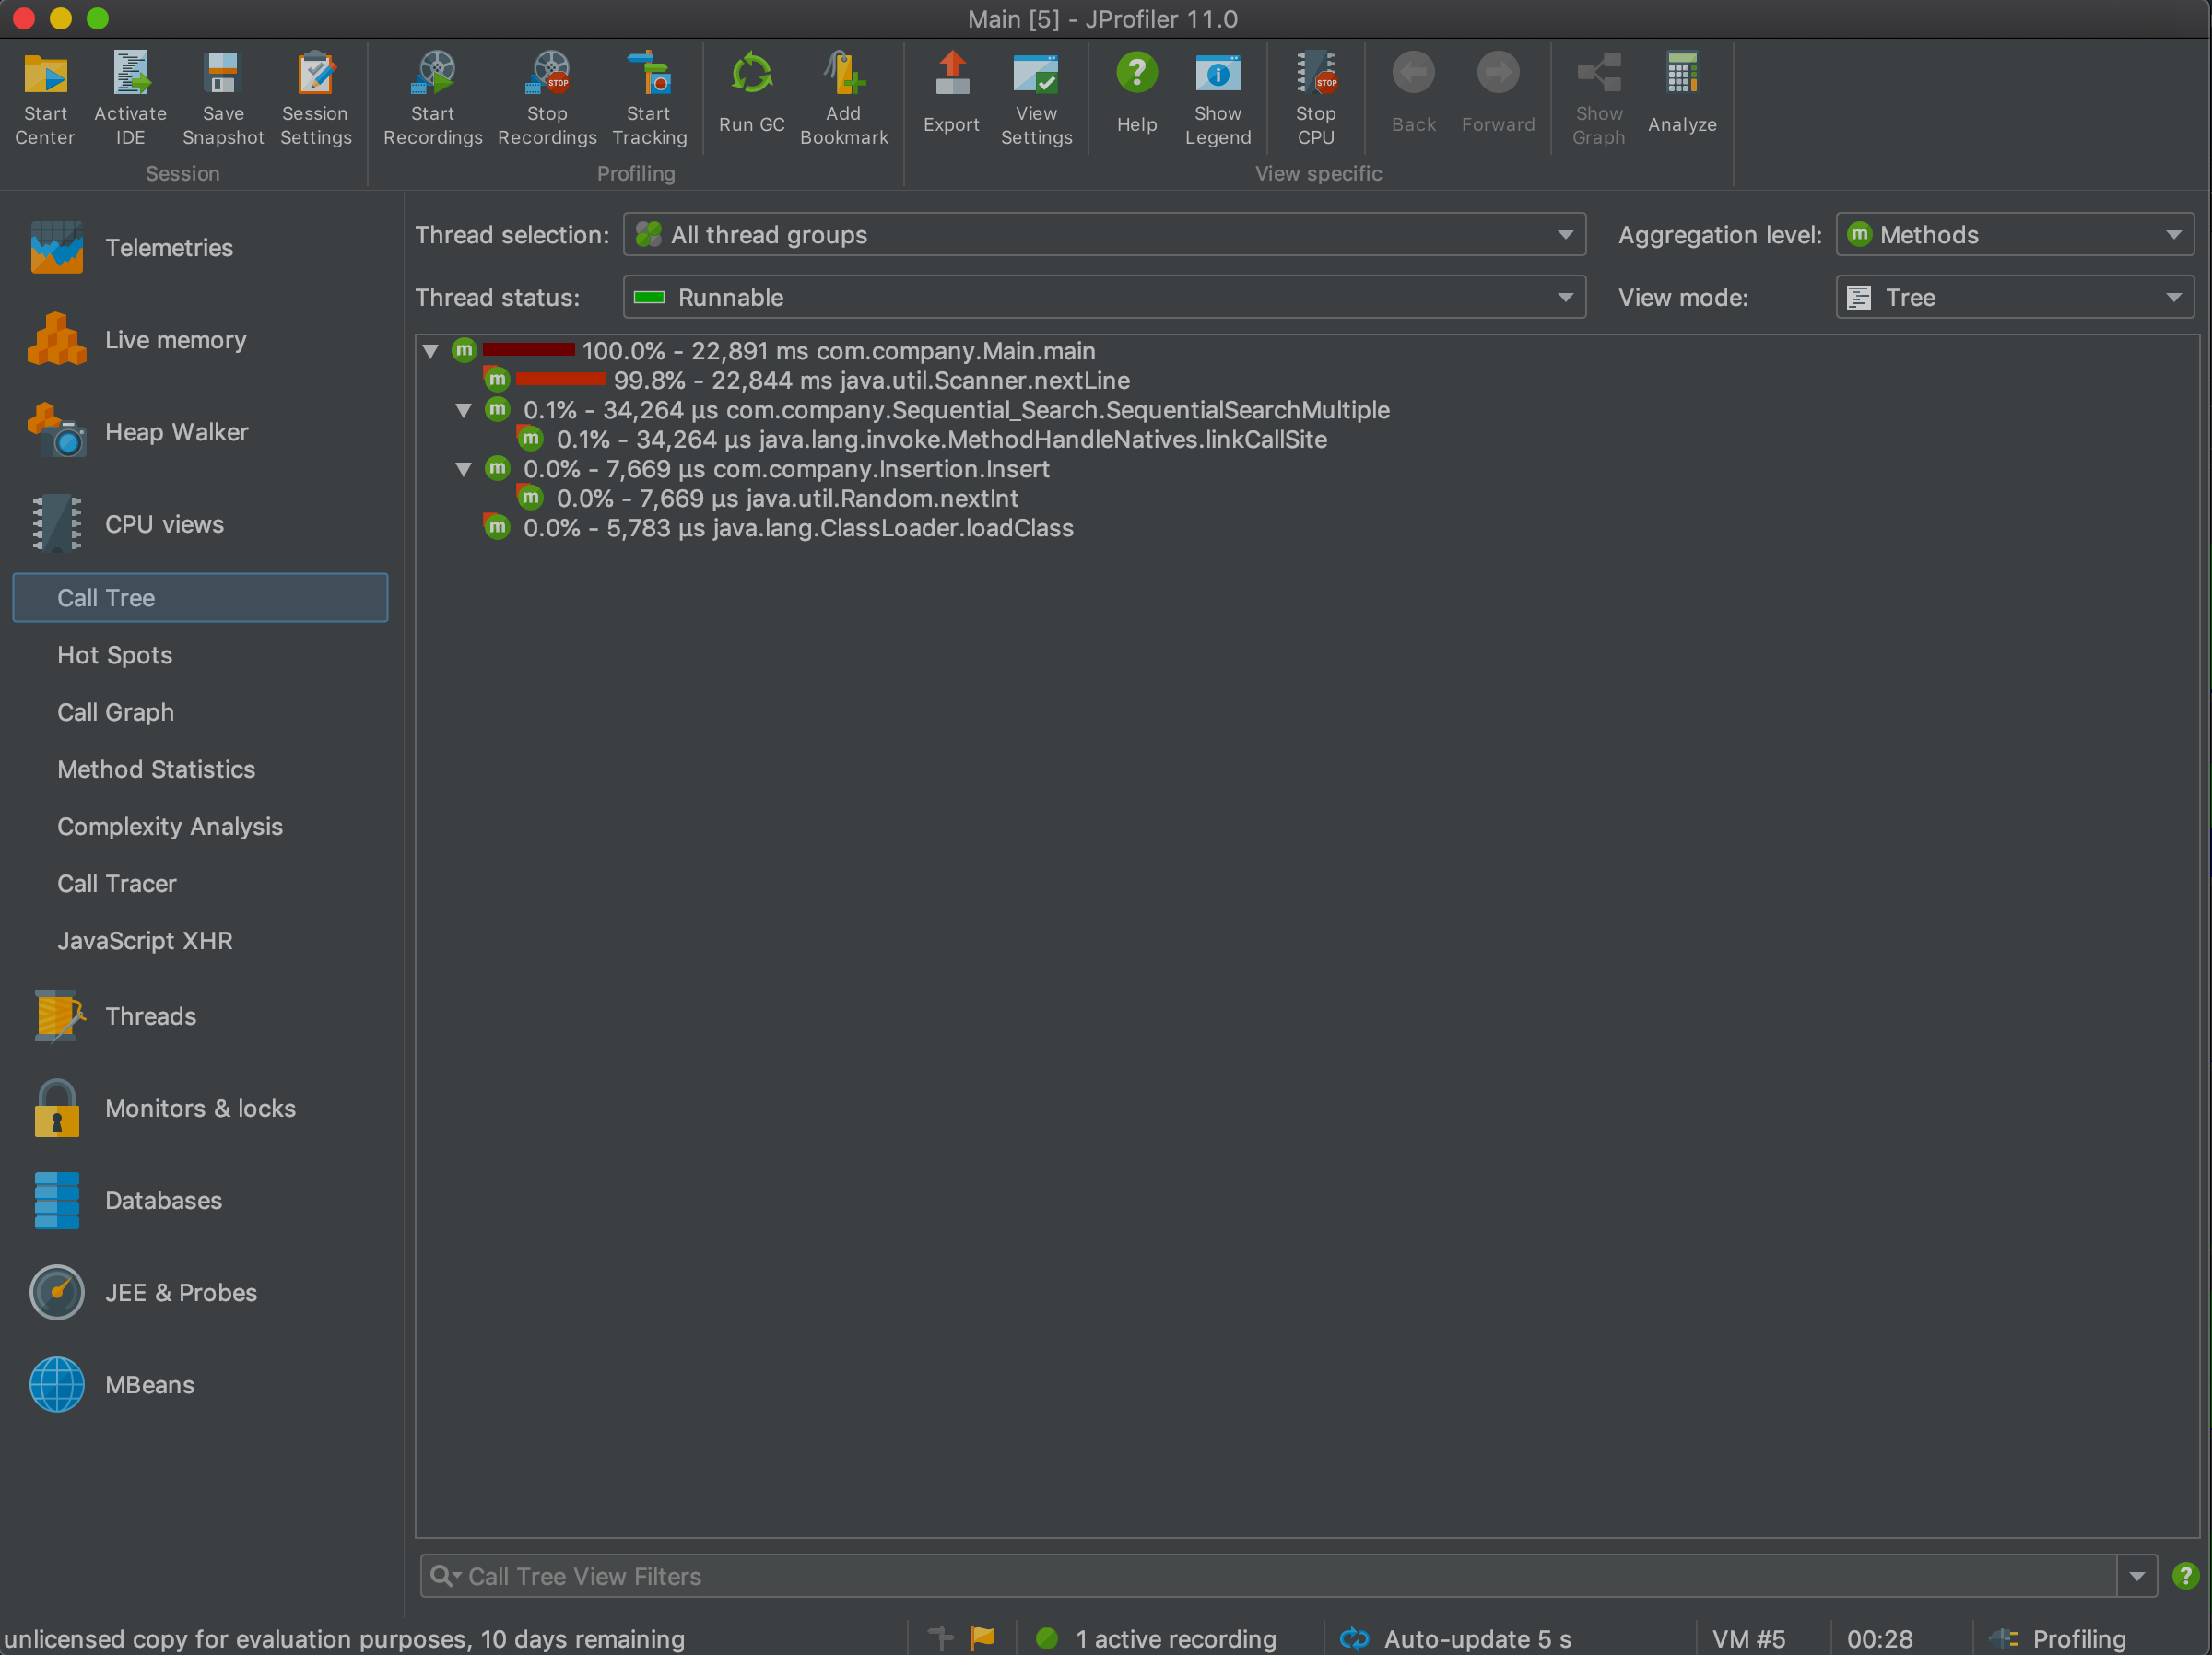 Main [5] - JProfiler 11.0
Start Center
Activate IDE
Save Snapshot
Session Settings
Start Recordings
Stop Recordings
Start Tracking
Run GC
Add Bookmark
Export
View Settings
Help
Show Legend
Stop CPU
Back
Forward
Show Graph
Analyze
Session
Profiling
View specific
Telemetries
Live memory
Heap Walker
CPU views
Call Tree
Hot Spots
Call Graph
Method Statistics
Complexity Analysis
Call Tracer
JavaScript XHR
Threads
Monitors & locks
Databases
JEE & Probes
MBeans
Thread selection: All thread groups
Aggregation level: m Methods
Thread status: Runnable
View mode: Tree
m 100.0% - 22,891 ms com.company.Main.main
m 99.8% - 22,844 ms java.util.Scanner.nextLine
m 0.1% - 34,264 µs com.company.Sequential_Search.SequentialSearchMultiple
m 0.1% - 34,264 µs java.lang.invoke.MethodHandleNatives.linkCallSite
m 0.0% - 7,669 µs com.company.Insertion.Insert
m 0.0% - 7,669 µs java.util.Random.nextInt
m 0.0% - 5,783 µs java.lang.ClassLoader.loadClass
Call Tree View Filters
unlicensed copy for evaluation purposes, 10 days remaining
1 active recording
Auto-update 5 s
VM #5
00:28
Profiling